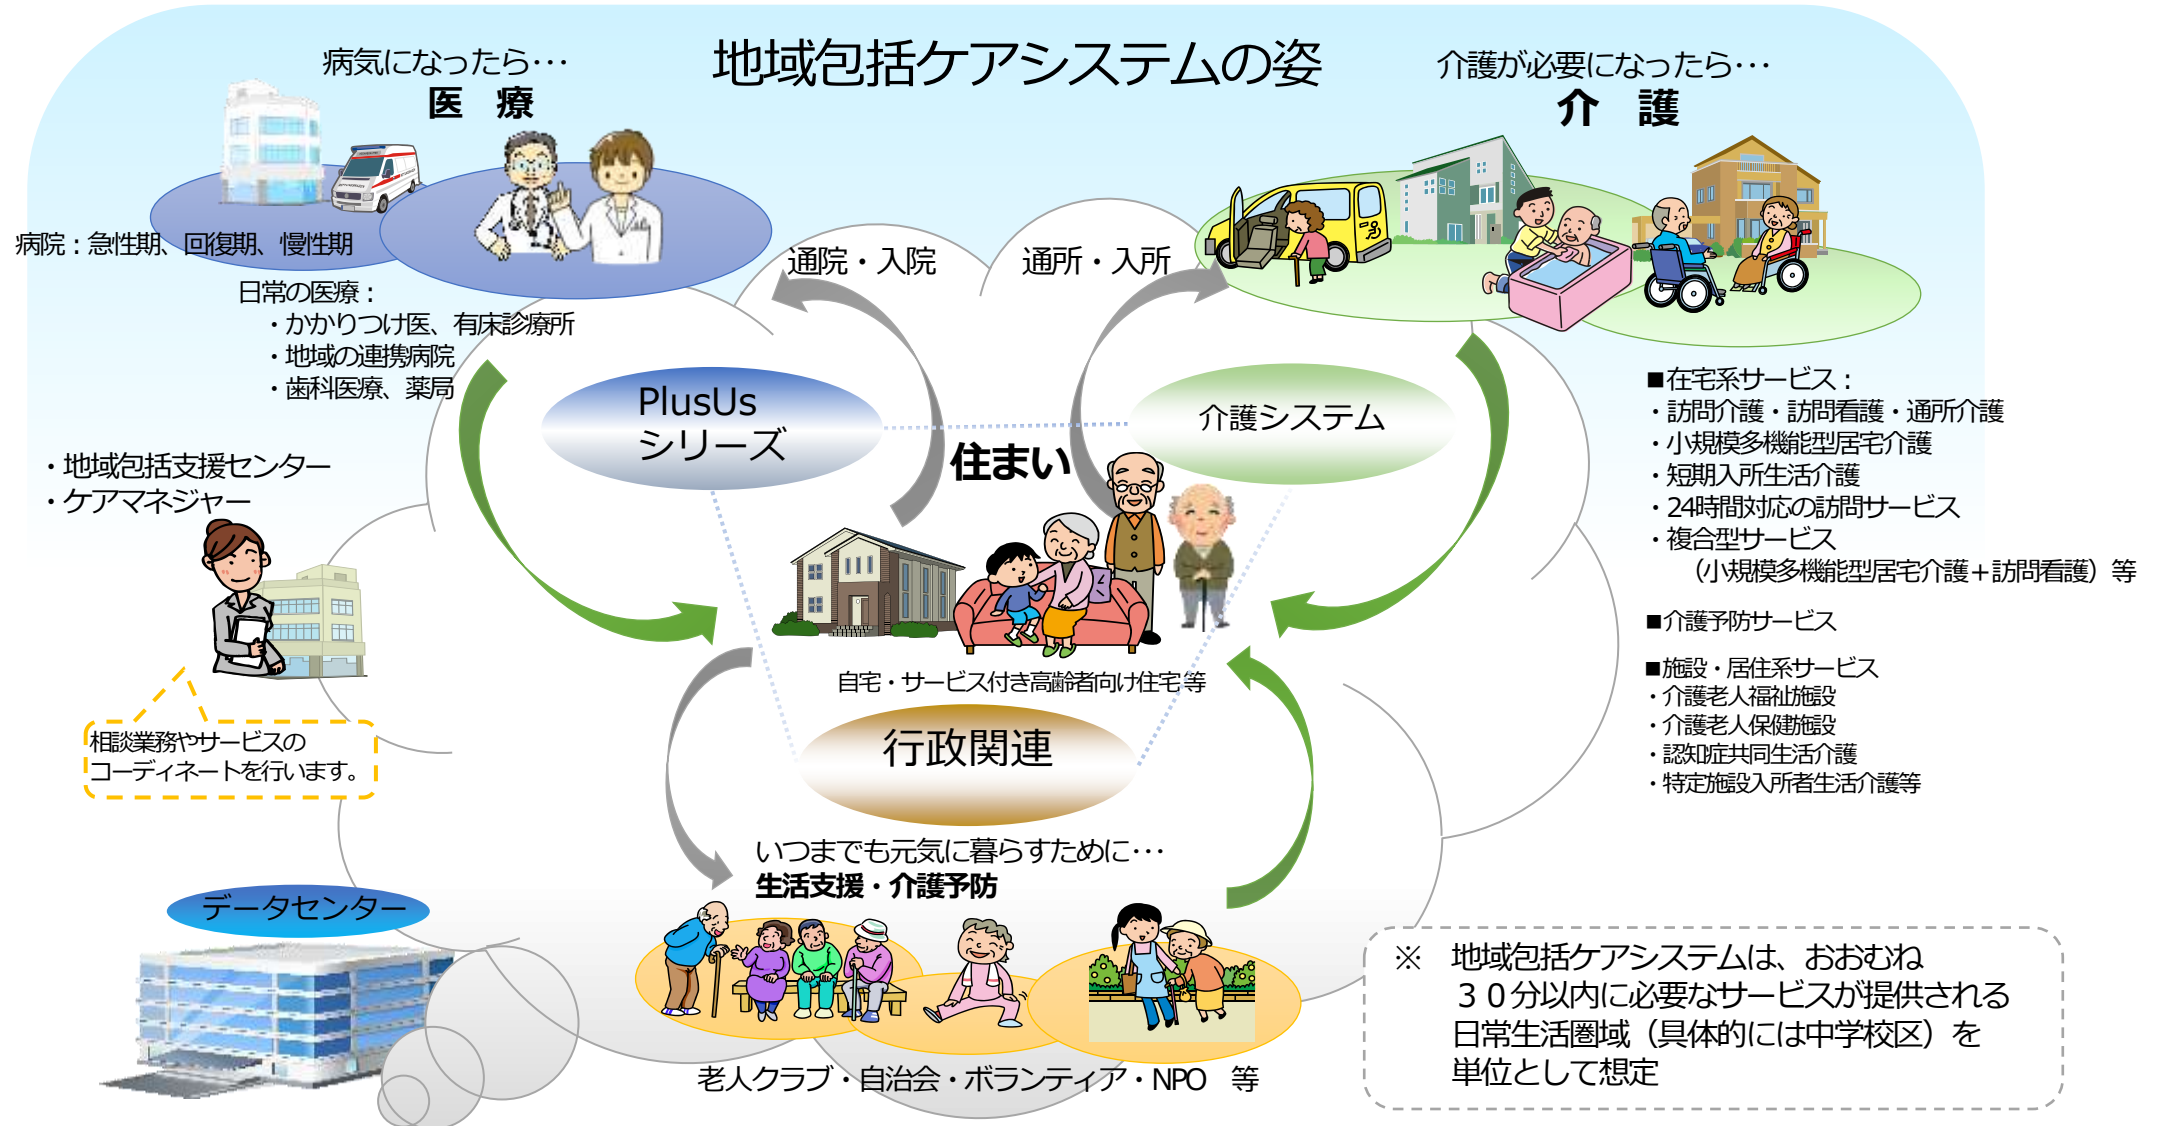 地域包括ケアシステムの姿
病気になったら･･･
医　療
介護が必要になったら･･･
介　護
病院：急性期、回復期、慢性期
日常の医療：
・かかりつけ医、有床診療所
・地域の連携病院
・歯科医療、薬局
通院・入院
通所・入所
PlusUs
シリーズ
介護システム
住まい
・地域包括支援センター
・ケアマネジャー
相談業務やサービスの
コーディネートを行います。
自宅・サービス付き高齢者向け住宅 等
行政関連
■在宅系サービス：
・訪問介護・訪問看護・通所介護
・小規模多機能型居宅介護
・短期入所生活介護
・24時間対応の訪問サービス
・複合型サービス
（小規模多機能型居宅介護＋訪問看護）等
■介護予防サービス
■施設・居住系サービス
・介護老人福祉施設
・介護老人保健施設
・認知症共同生活介護
・特定施設入所者生活介護等
いつまでも元気に暮らすために･･･
生活支援・介護予防
データセンター
老人クラブ・自治会・ボランティア・NPO　等
※　地域包括ケアシステムは、おおむね
３０分以内に必要なサービスが提供される
日常生活圏域（具体的には中学校区）を
単位として想定